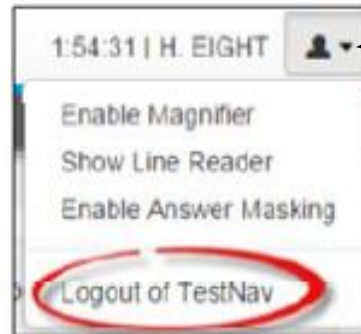 1:54:31 | H. EIGHT
Enable Magnifier
Show Line Reader
Enable Answer Masking
Logout of TestNav